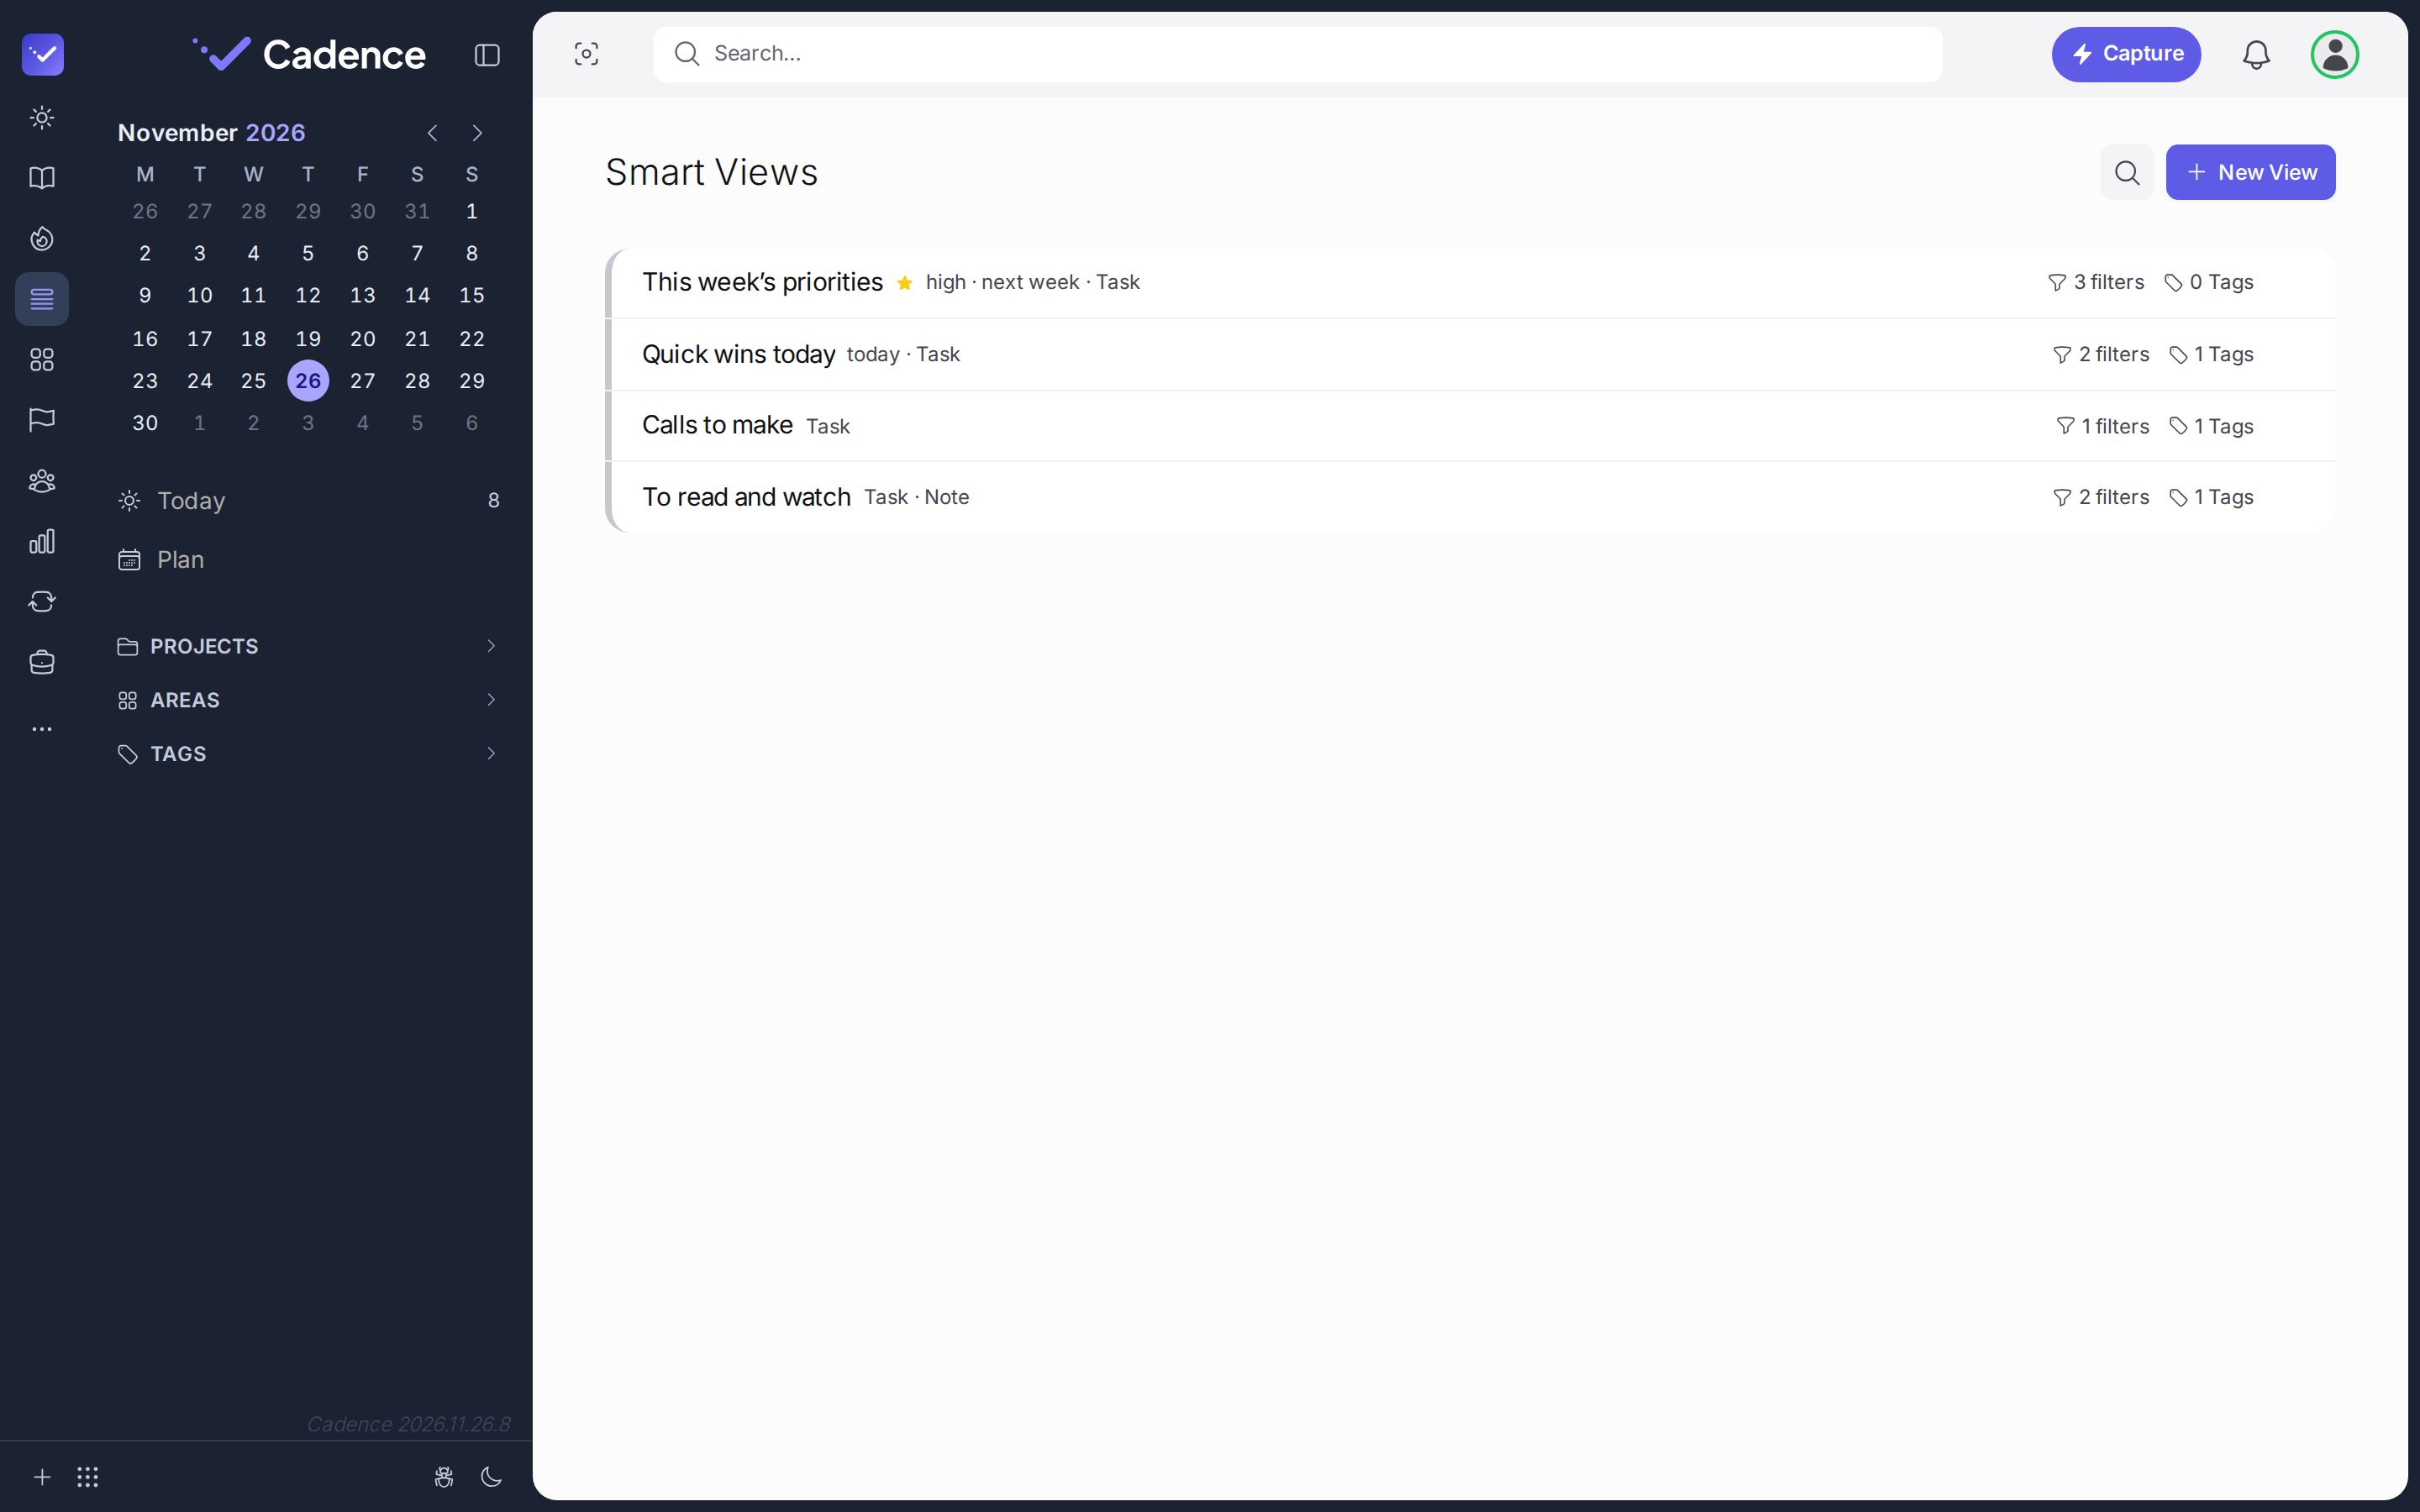 Cadence
Search...
Capture
November 2026
M T W T F S S
26 27 28 29 30 31 1
2 3 4 5 6 7 8
9 10 11 12 13 14 15
16 17 18 19 20 21 22
23 24 25 26 27 28 29
30 1 2 3 4 5 6
Today 8
Plan
PROJECTS
AREAS
TAGS
Cadence 2026.11.26.8
Smart Views
New View
This week’s priorities high · next week · Task 3 filters 0 Tags
Quick wins today today · Task 2 filters 1 Tags
Calls to make Task 1 filters 1 Tags
To read and watch Task · Note 2 filters 1 Tags